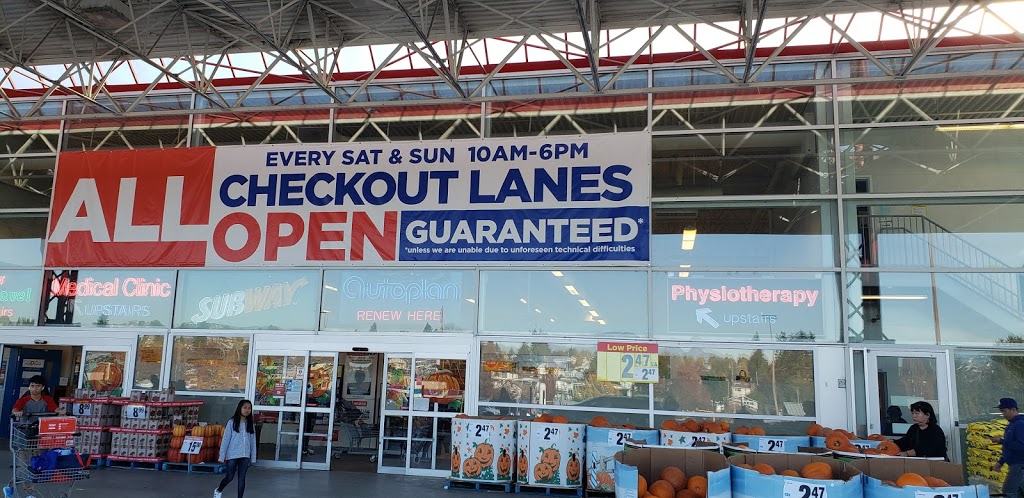 EVERY SAT & SUN 10AM-6PM
ALL
CHECKOUT LANES
OPEN
GUARANTEED*
*unless we are unable due to unforeseen technical difficulties
Medical Clinic
UPSTAIRS
SUBWAY
Autoplan
RENEW HERE
Physiotherapy
upstairs
Low Price
2.47
2.47
2.47
2.47
2.47
2.47
2.47
2.47